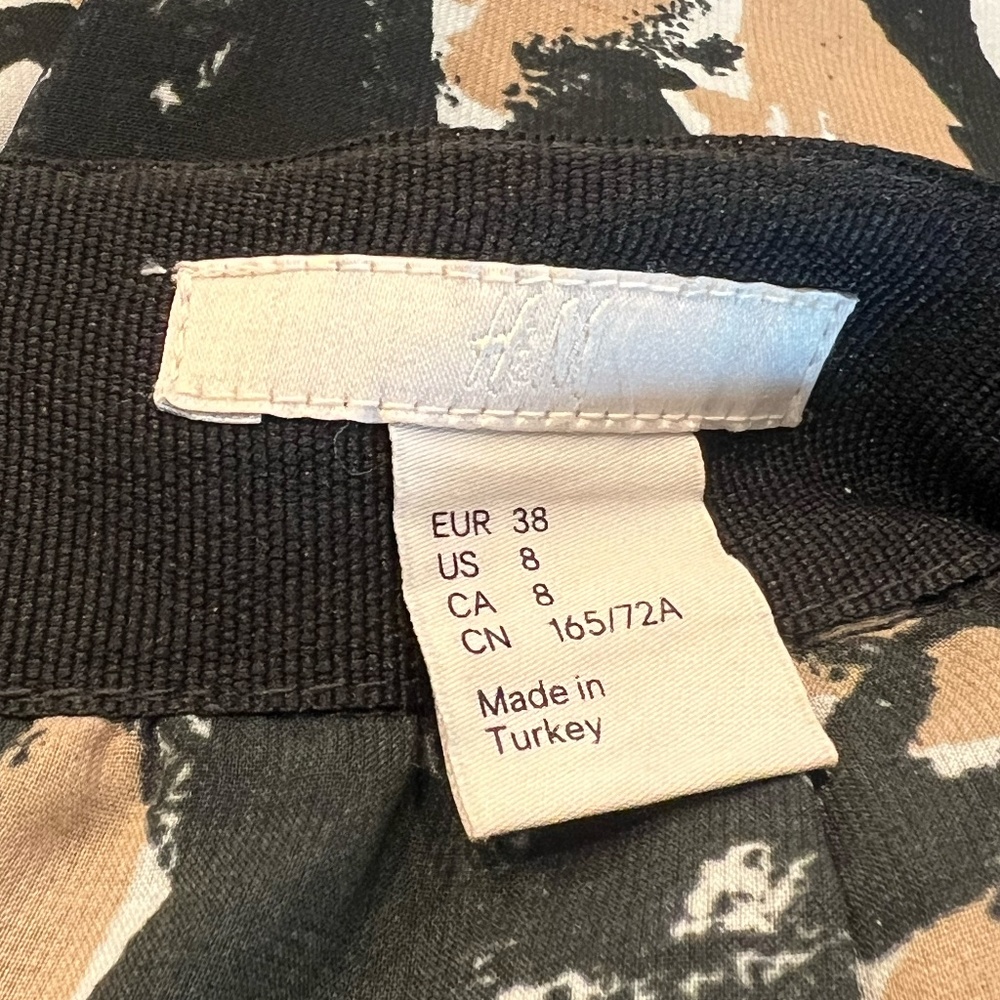 H&M
EUR 38
US 8
CA 8
CN 165/72A
Made in
Turkey